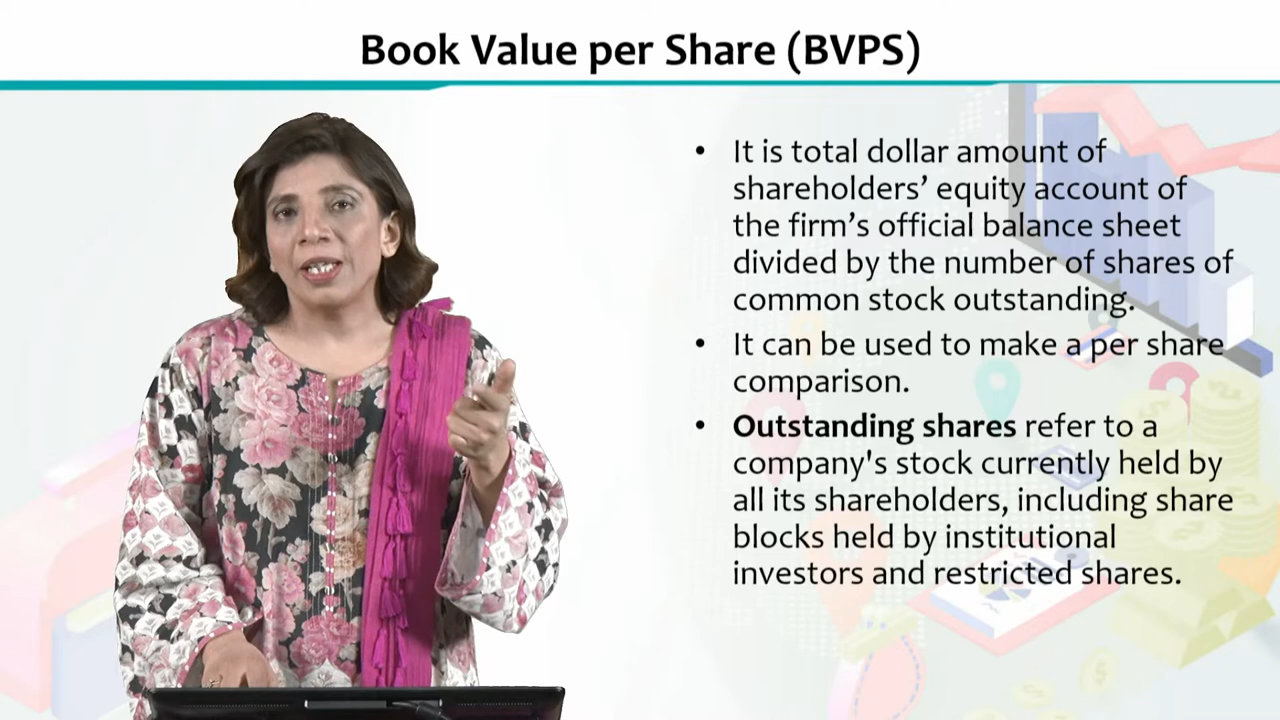 Book Value per Share (BVPS)
• It is total dollar amount of
shareholders’ equity account of
the firm’s official balance sheet
divided by the number of shares of
common stock outstanding.
• It can be used to make a per share
comparison.
• Outstanding shares refer to a
company's stock currently held by
all its shareholders, including share
blocks held by institutional
investors and restricted shares.